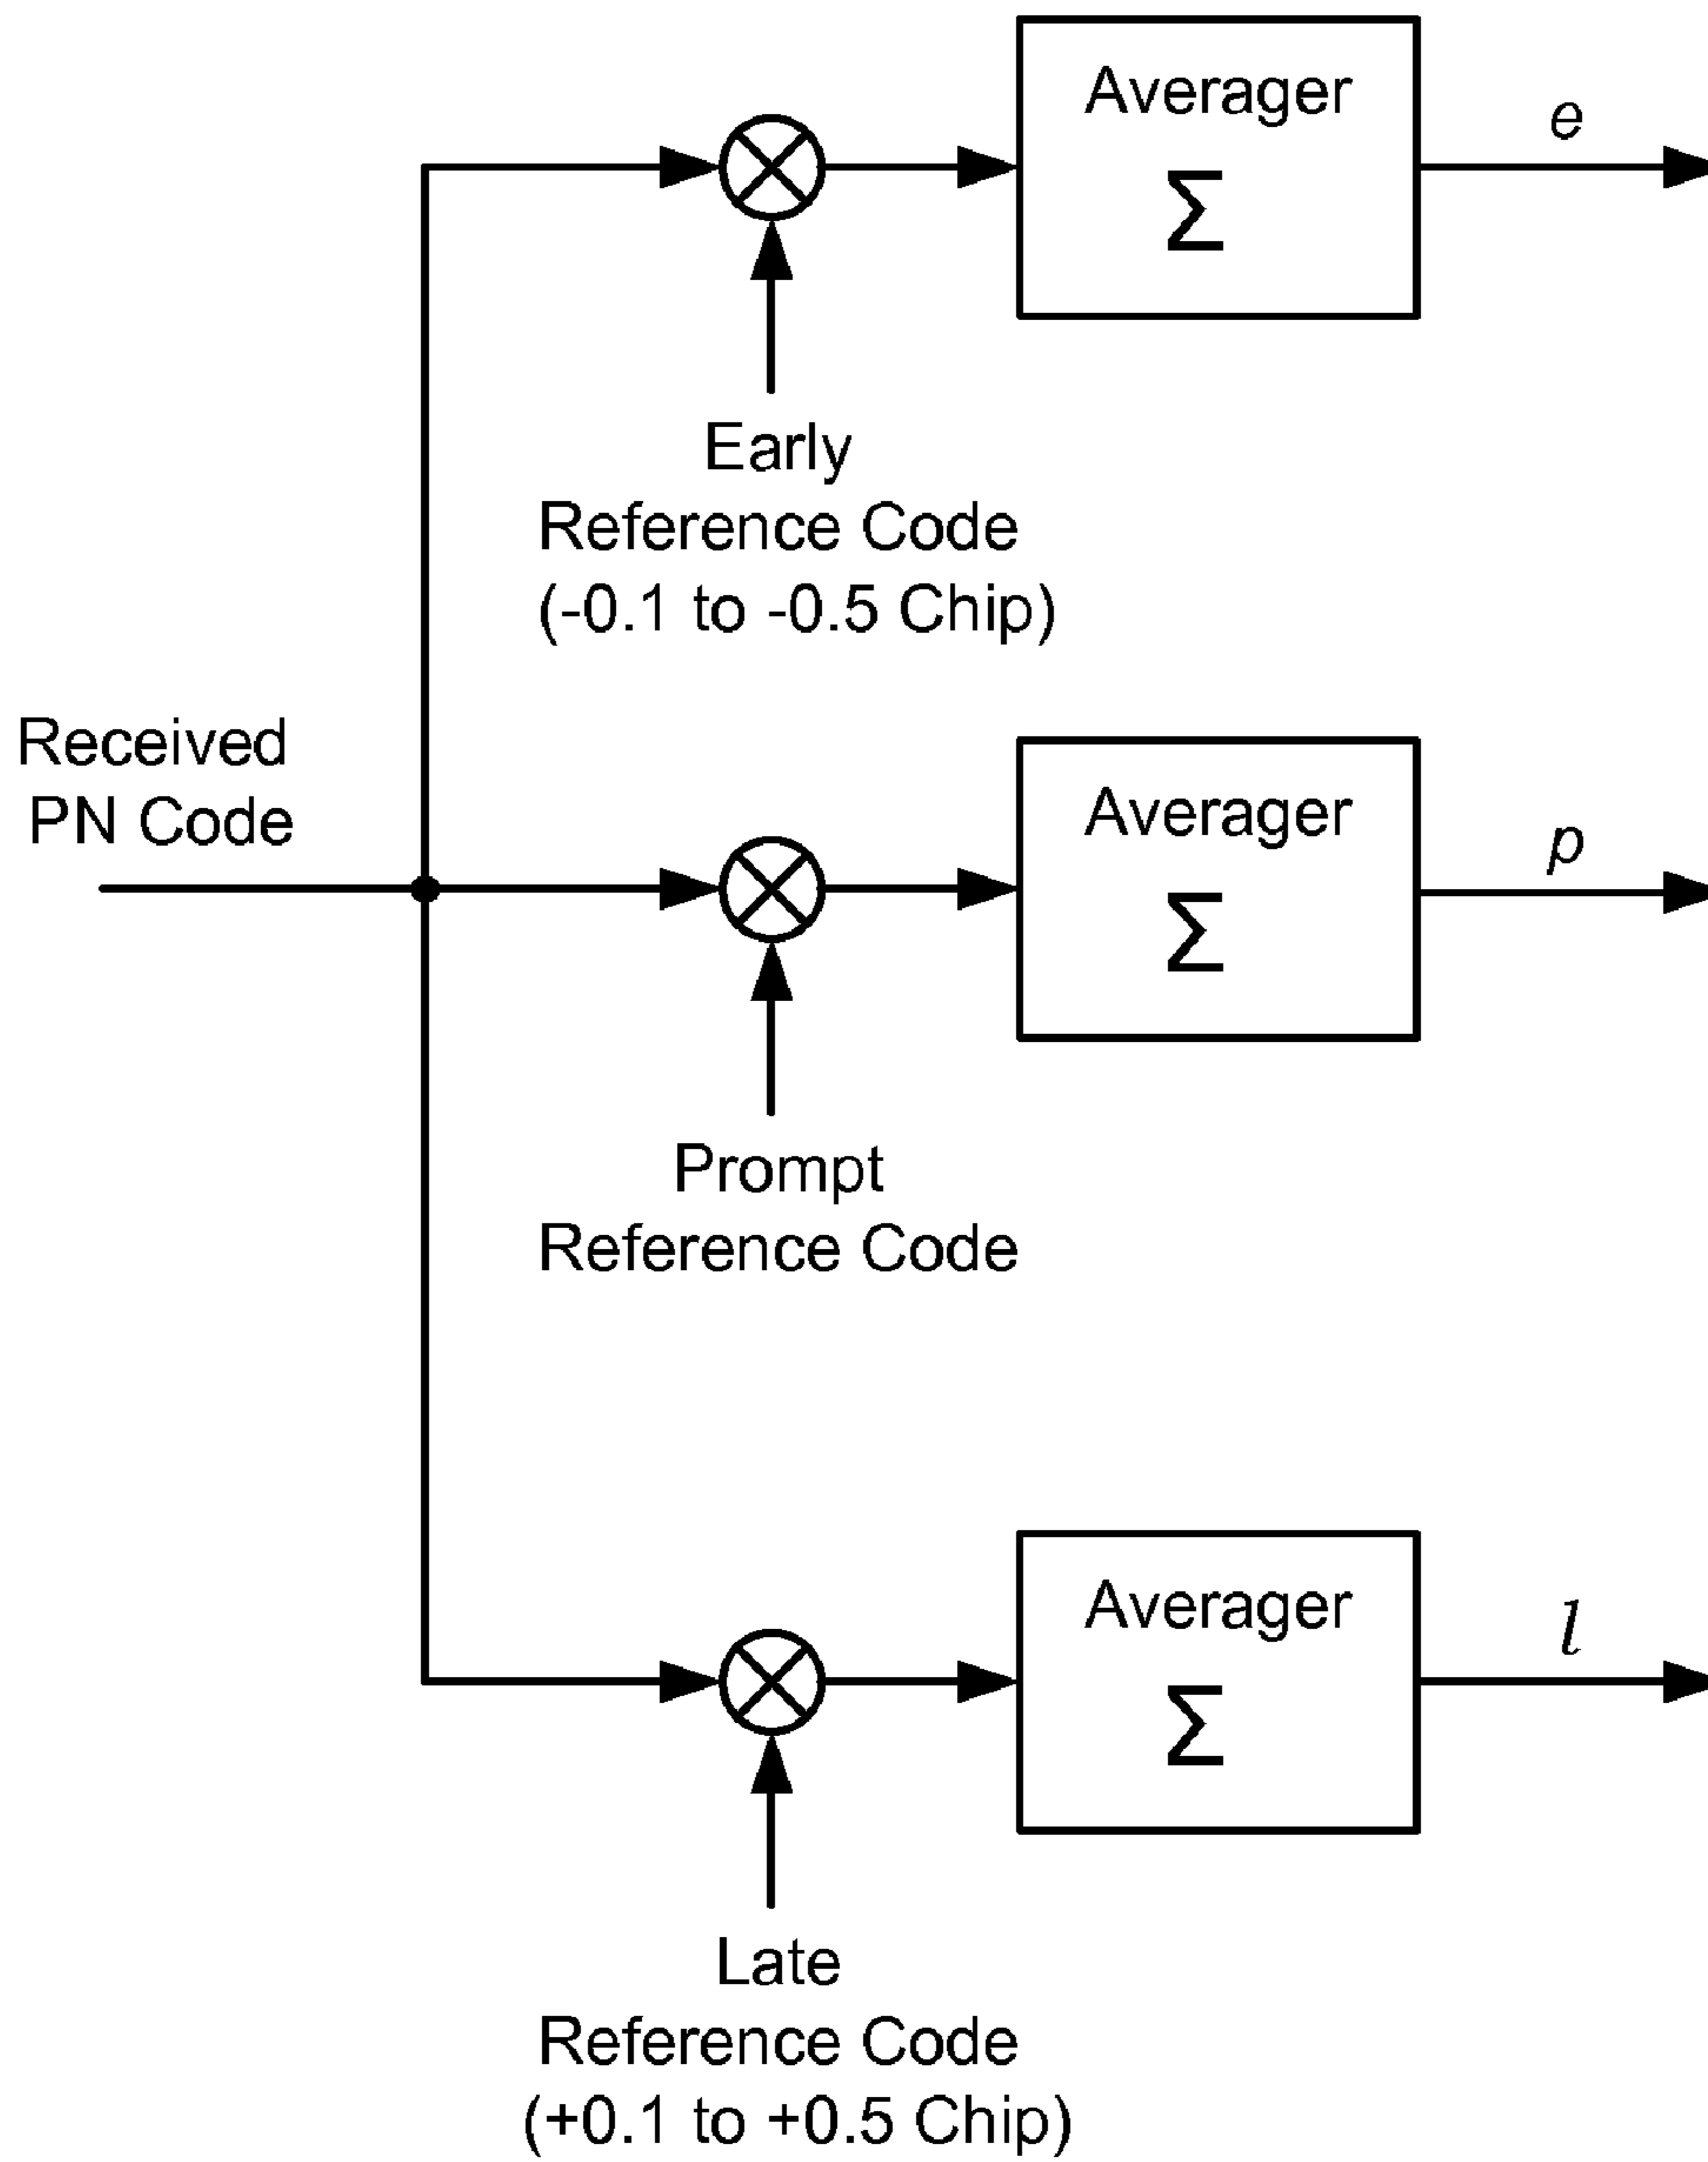 Averager
Σ
e
Early
Reference Code
(-0.1 to -0.5 Chip)
Received
PN Code
Averager
Σ
p
Prompt
Reference Code
Averager
Σ
l
Late
Reference Code
(+0.1 to +0.5 Chip)